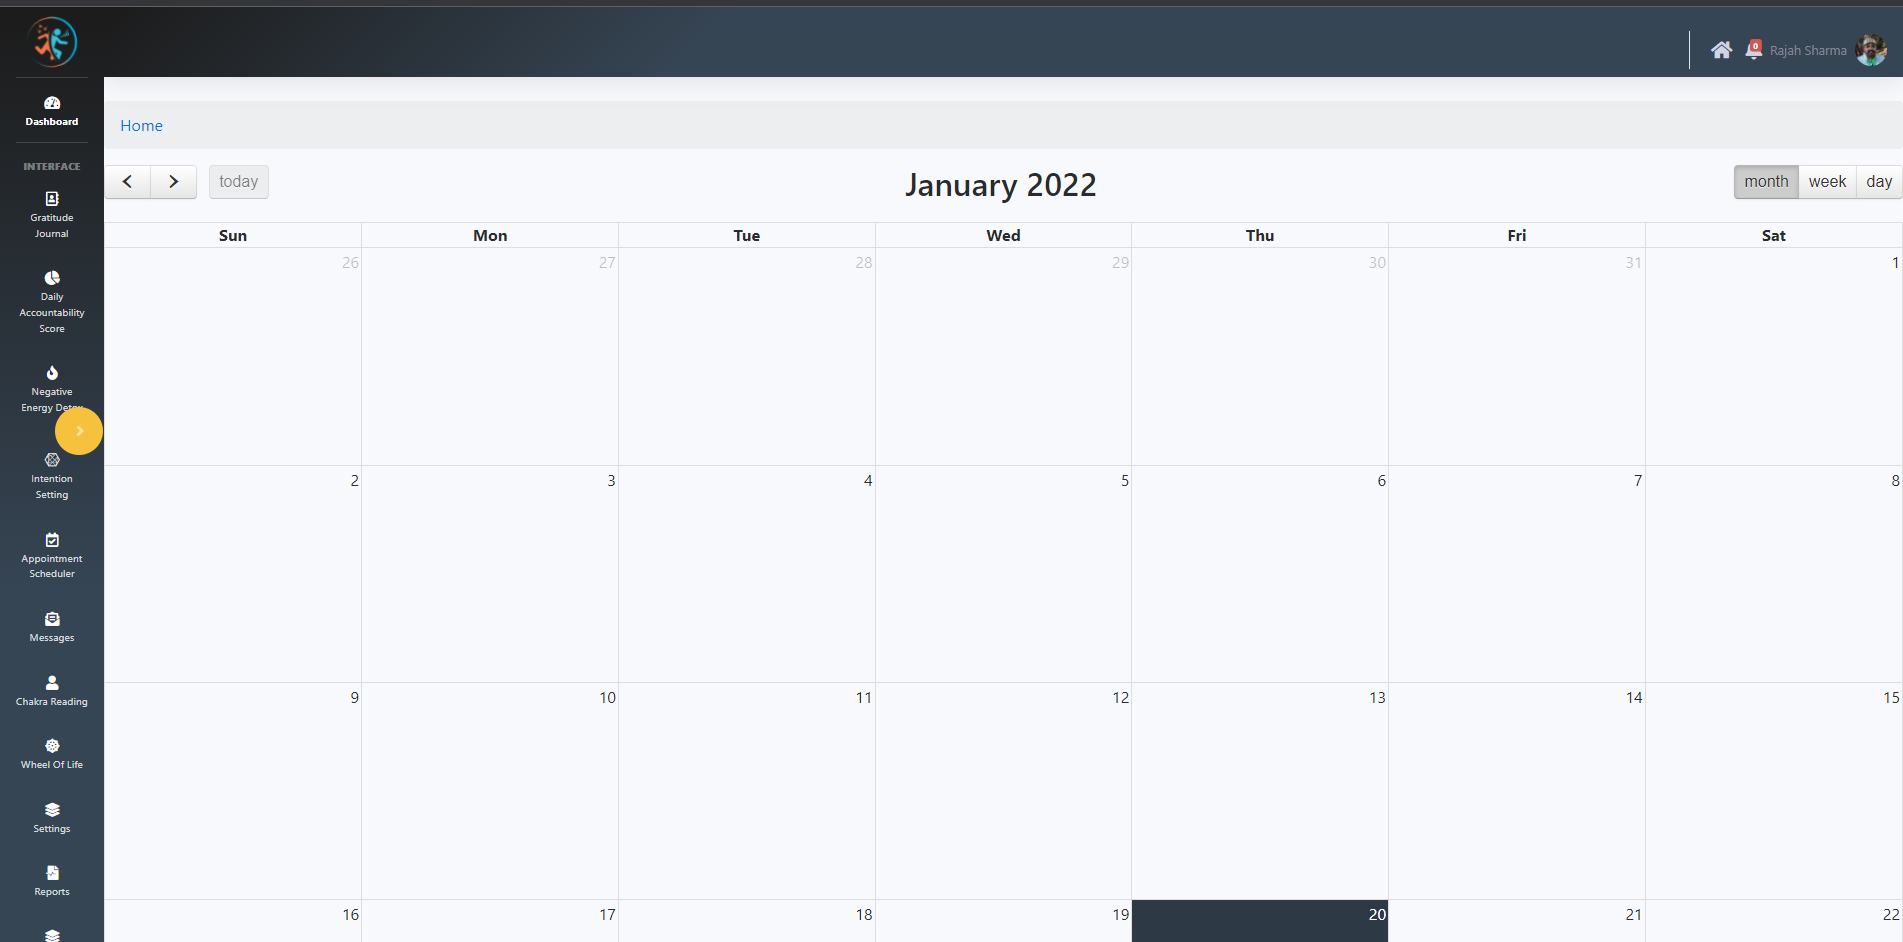 0
Rajah Sharma
Dashboard
INTERFACE
Gratitude
Journal
Daily
Accountability
Score
Negative
Energy Detox
Intention
Setting
Appointment
Scheduler
Messages
Chakra Reading
Wheel Of Life
Settings
Reports
Home
today
January 2022
month week day
Sun Mon Tue Wed Thu Fri Sat
26 27 28 29 30 31 1
2 3 4 5 6 7 8
9 10 11 12 13 14 15
16 17 18 19 20 21 22